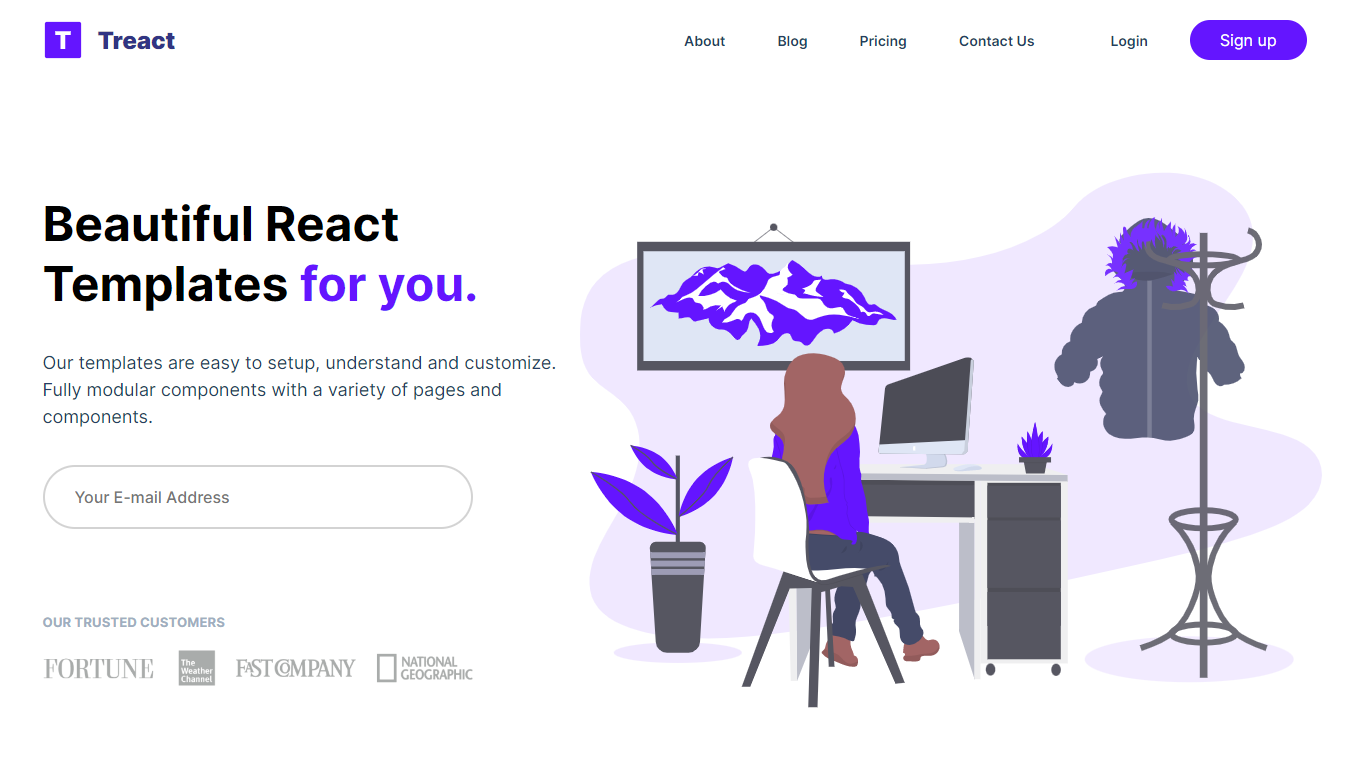 T Treact
About Blog Pricing Contact Us Login Sign up
Beautiful React
Templates for you.
Our templates are easy to setup, understand and customize.
Fully modular components with a variety of pages and
components.
Your E-mail Address
OUR TRUSTED CUSTOMERS
FORTUNE
The
Weather
Channel
FAST COMPANY
NATIONAL
GEOGRAPHIC